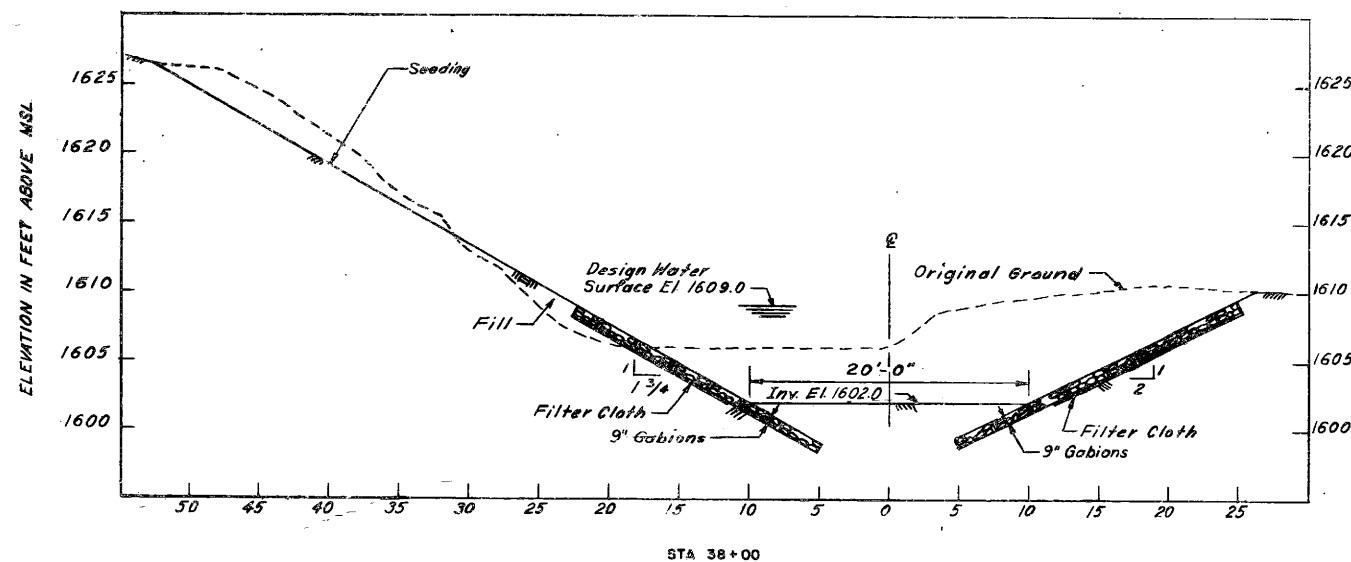 ELEVATION IN FEET ABOVE MSL
1625
1620
1615
1610
1605
1600
Seeding
Fill
Design Water
Surface El. 1609.0
℄
Original Ground
1
1 3/4
Filter Cloth
9" Gabions
20'-0"
Inv. El. 1602.0
1
2
Filter Cloth
9" Gabions
1625
1620
1615
1610
1605
1600
50 45 40 35 30 25 20 15 10 5 0 5 10 15 20 25
STA 38+00